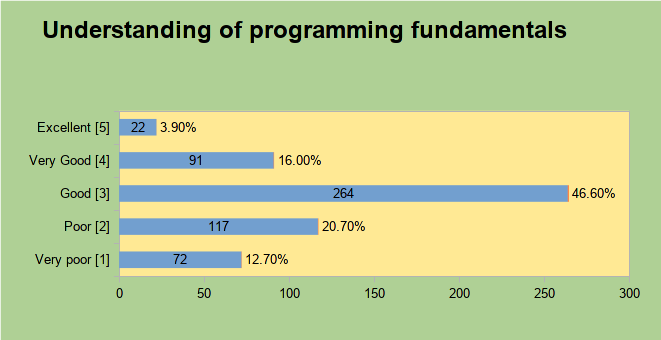 Understanding of programming fundamentals
Excellent [5] 22 3.90%
Very Good [4] 91 16.00%
Good [3] 264 46.60%
Poor [2] 117 20.70%
Very poor [1] 72 12.70%
0 50 100 150 200 250 300